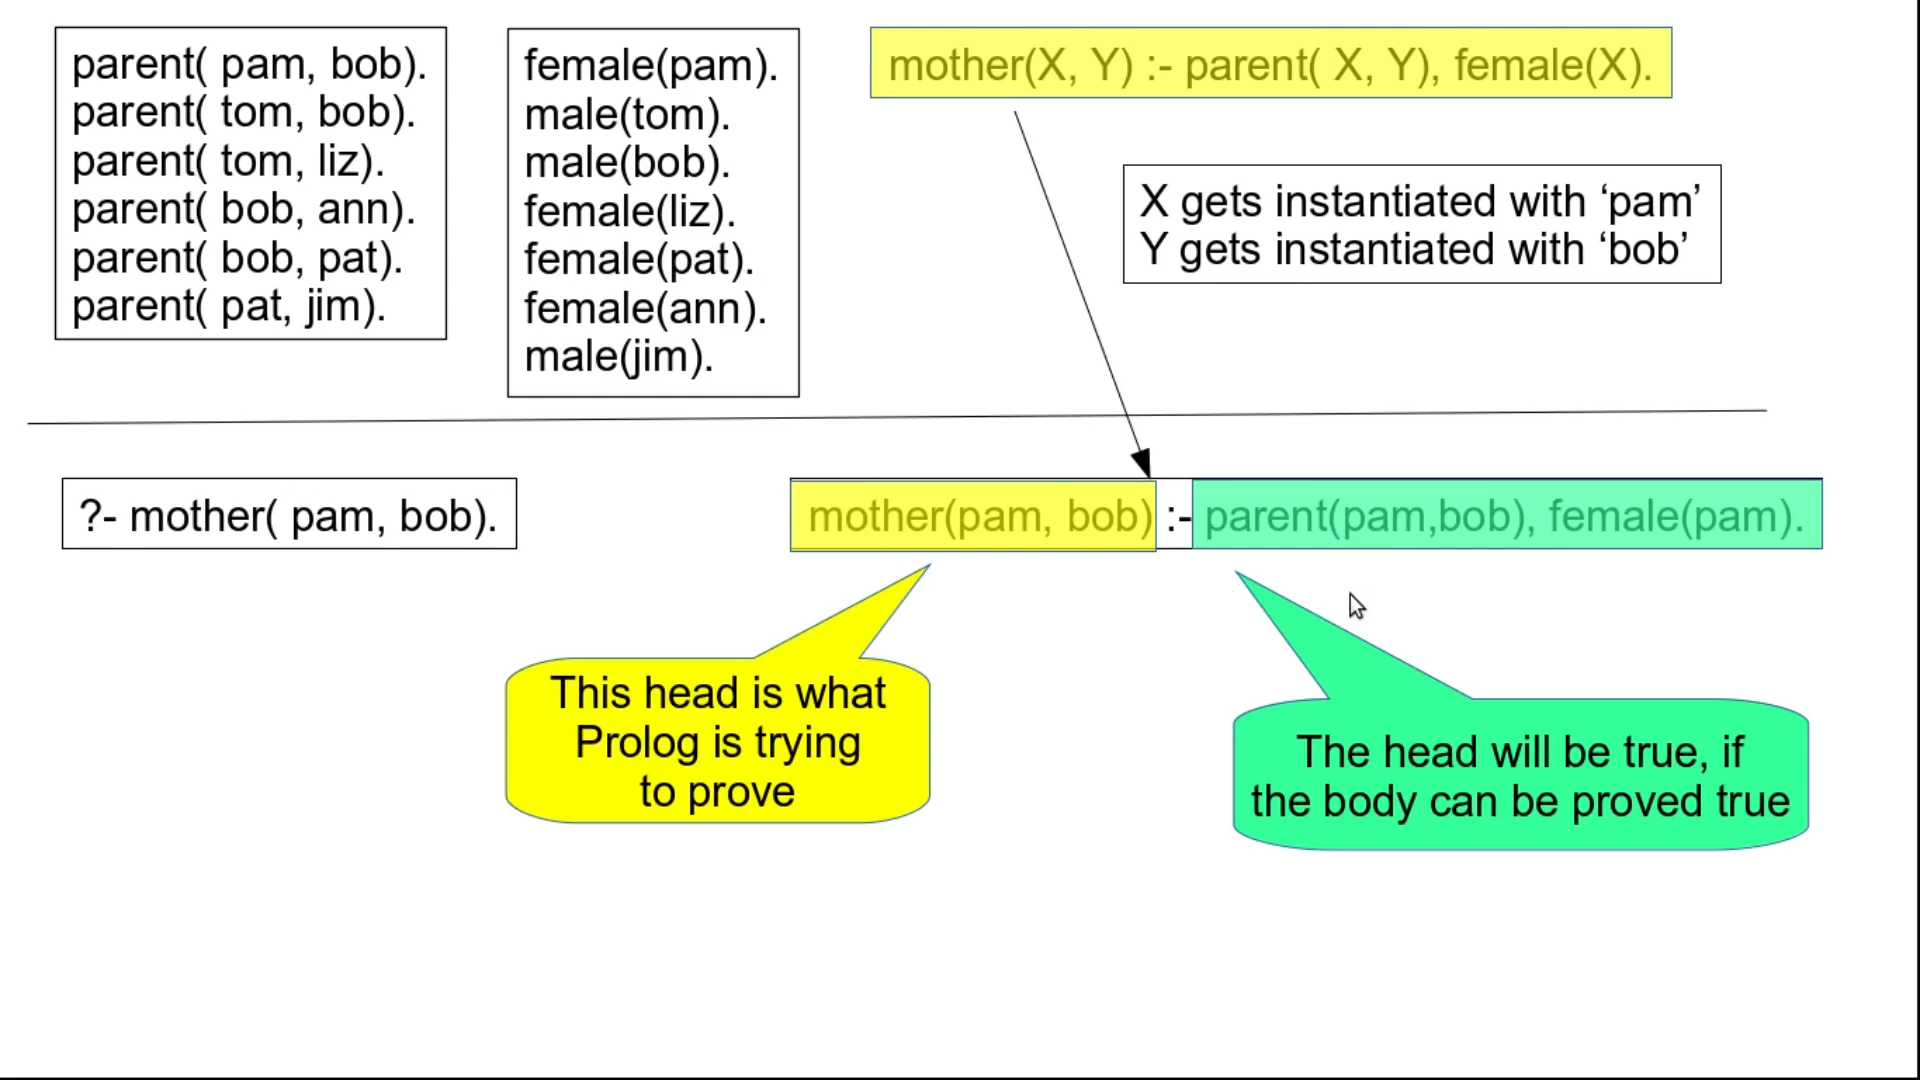 parent( pam, bob).
parent( tom, bob).
parent( tom, liz).
parent( bob, ann).
parent( bob, pat).
parent( pat, jim).
female(pam).
male(tom).
male(bob).
female(liz).
female(pat).
female(ann).
male(jim).
mother(X, Y) :- parent( X, Y), female(X).
X gets instantiated with ‘pam’
Y gets instantiated with ‘bob’
?- mother( pam, bob).
mother(pam, bob) :- parent(pam,bob), female(pam).
This head is what
Prolog is trying
to prove
The head will be true, if
the body can be proved true